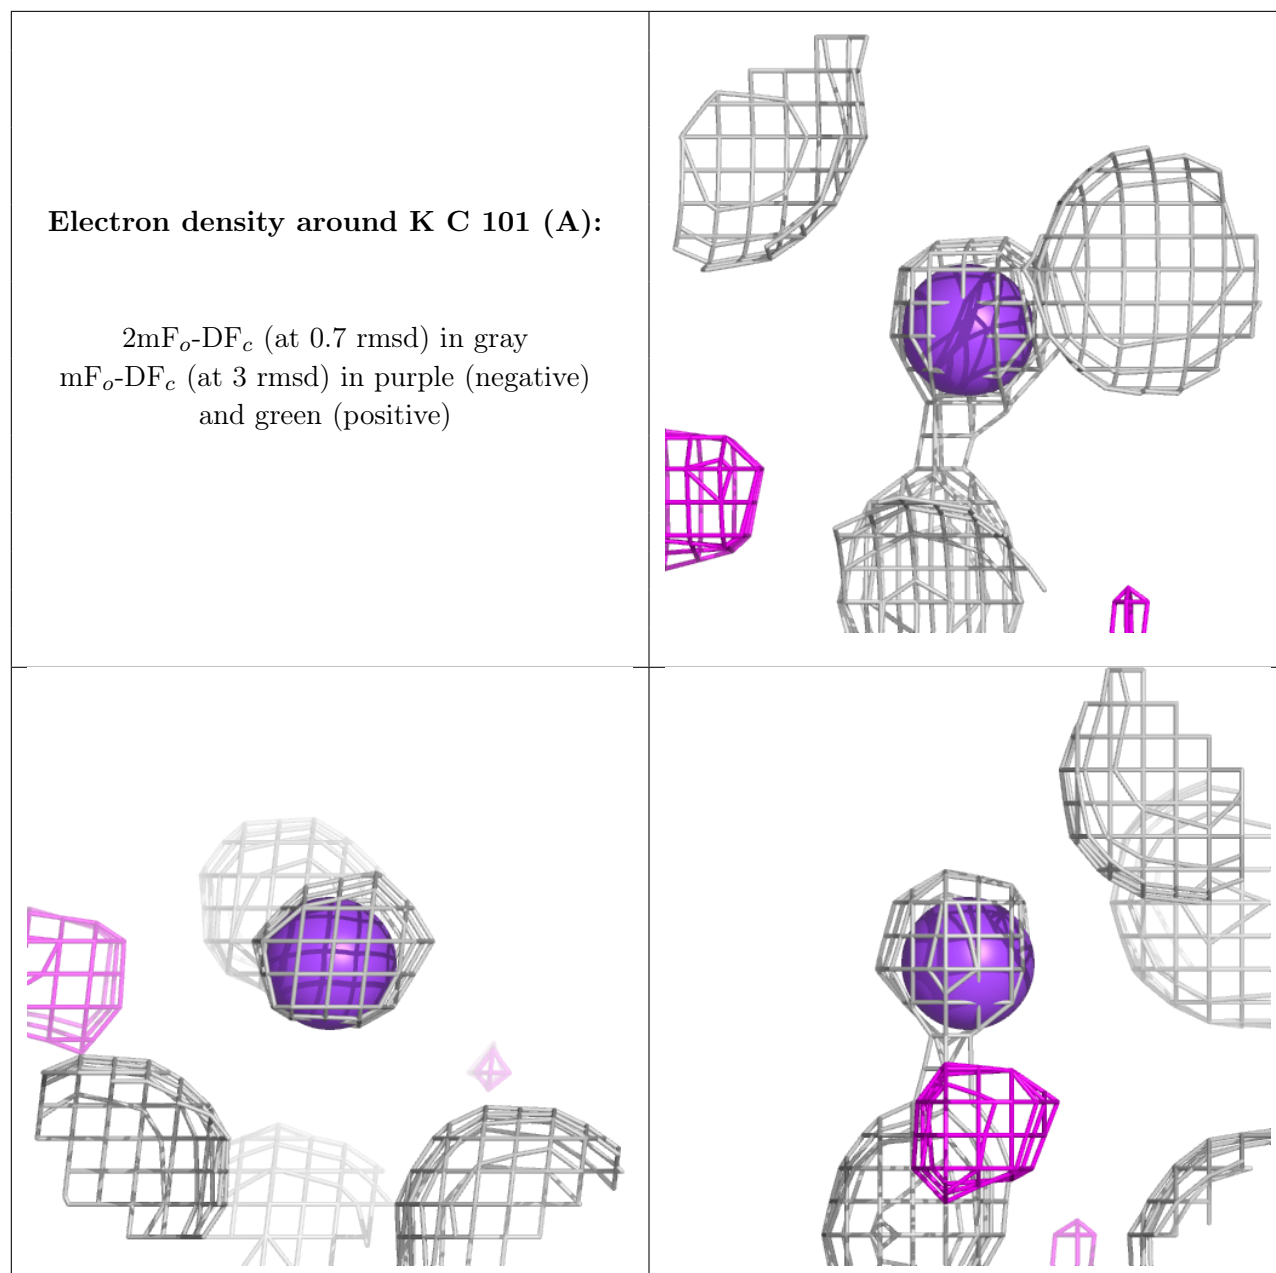 Electron density around K C 101 (A):
2mFo-DFc (at 0.7 rmsd) in gray
mFo-DFc (at 3 rmsd) in purple (negative)
and green (positive)